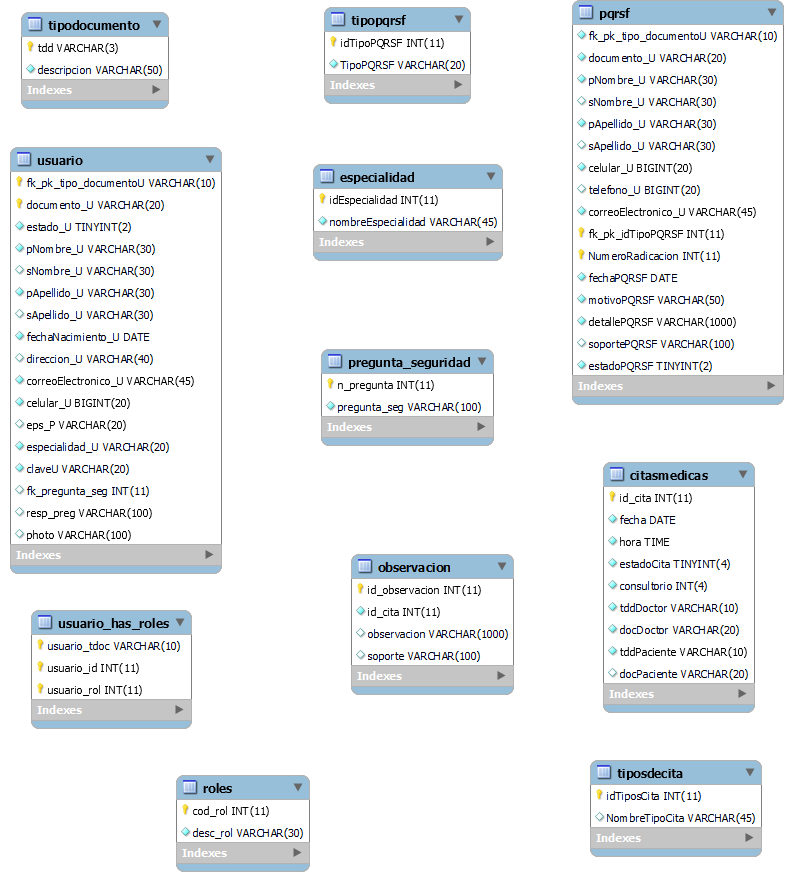 tipodocumento
tdd VARCHAR(3)
descripcion VARCHAR(50)
Indexes
tipopqrsf
idTipoPQRSF INT(11)
TipoPQRSF VARCHAR(20)
Indexes
pqrsf
fk_pk_tipo_documentoU VARCHAR(10)
documento_U VARCHAR(20)
pNombre_U VARCHAR(30)
sNombre_U VARCHAR(30)
pApellido_U VARCHAR(30)
sApellido_U VARCHAR(30)
celular_U BIGINT(20)
telefono_U BIGINT(20)
correoElectronico_U VARCHAR(45)
fk_pk_idTipoPQRSF INT(11)
NumeroRadicacion INT(11)
fechaPQRSF DATE
motivoPQRSF VARCHAR(50)
detallePQRSF VARCHAR(1000)
soportePQRSF VARCHAR(100)
estadoPQRSF TINYINT(2)
Indexes
usuario
fk_pk_tipo_documentoU VARCHAR(10)
documento_U VARCHAR(20)
estado_U TINYINT(2)
pNombre_U VARCHAR(30)
sNombre_U VARCHAR(30)
pApellido_U VARCHAR(30)
sApellido_U VARCHAR(30)
fechaNacimiento_U DATE
direccion_U VARCHAR(40)
correoElectronico_U VARCHAR(45)
celular_U BIGINT(20)
eps_P VARCHAR(20)
especialidad_U VARCHAR(20)
claveU VARCHAR(20)
fk_pregunta_seg INT(11)
resp_preg VARCHAR(100)
photo VARCHAR(100)
Indexes
especialidad
idEspecialidad INT(11)
nombreEspecialidad VARCHAR(45)
Indexes
pregunta_seguridad
n_pregunta INT(11)
pregunta_seg VARCHAR(100)
Indexes
citasmedicas
id_cita INT(11)
fecha DATE
hora TIME
estadoCita TINYINT(4)
consultorio INT(4)
tddDoctor VARCHAR(10)
docDoctor VARCHAR(20)
tddPaciente VARCHAR(10)
docPaciente VARCHAR(20)
Indexes
observacion
id_observacion INT(11)
id_cita INT(11)
observacion VARCHAR(1000)
soporte VARCHAR(100)
Indexes
usuario_has_roles
usuario_tdoc VARCHAR(10)
usuario_id INT(11)
usuario_rol INT(11)
Indexes
roles
cod_rol INT(11)
desc_rol VARCHAR(30)
Indexes
tiposdecita
idTiposCita INT(11)
NombreTipoCita VARCHAR(45)
Indexes